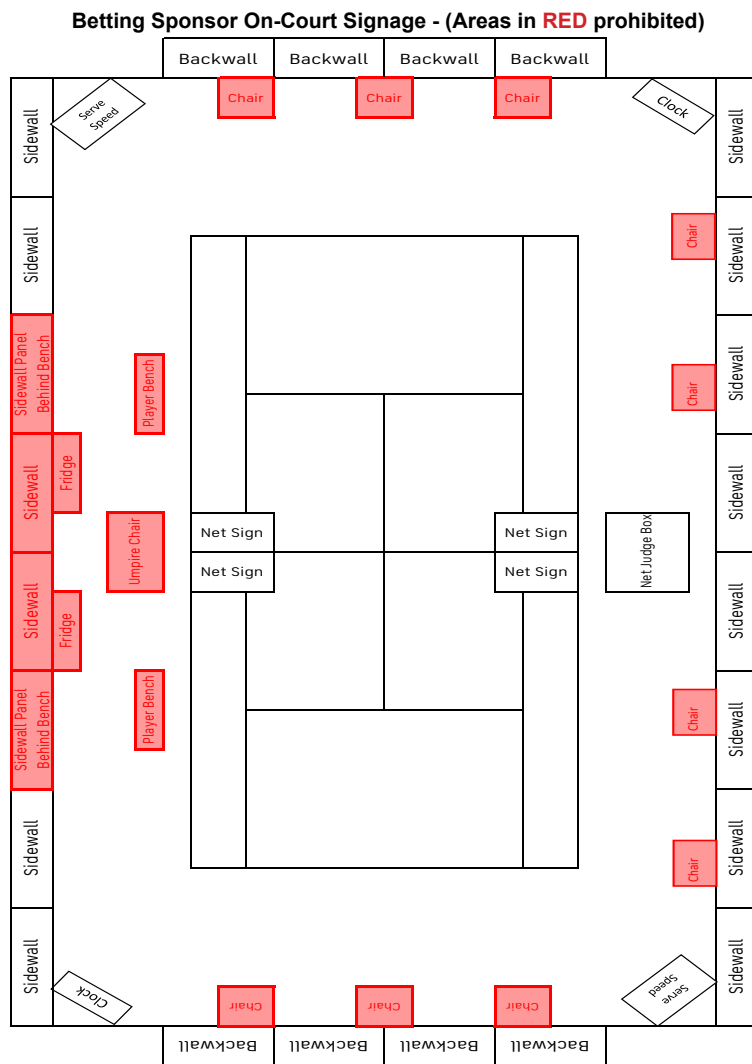 Betting Sponsor On-Court Signage - (Areas in RED prohibited)
Backwall
Backwall
Backwall
Backwall
Chair
Chair
Chair
Serve
Speed
Clock
Sidewall
Sidewall
Sidewall
Sidewall
Chair
Sidewall Panel
Behind Bench
Player Bench
Chair
Sidewall
Sidewall
Fridge
Umpire Chair
Net Sign
Net Sign
Net Judge Box
Sidewall
Net Sign
Net Sign
Sidewall
Fridge
Sidewall
Sidewall Panel
Behind Bench
Player Bench
Chair
Sidewall
Sidewall
Chair
Sidewall
Sidewall
Sidewall
Clock
Serve
Speed
Chair
Chair
Chair
Backwall
Backwall
Backwall
Backwall